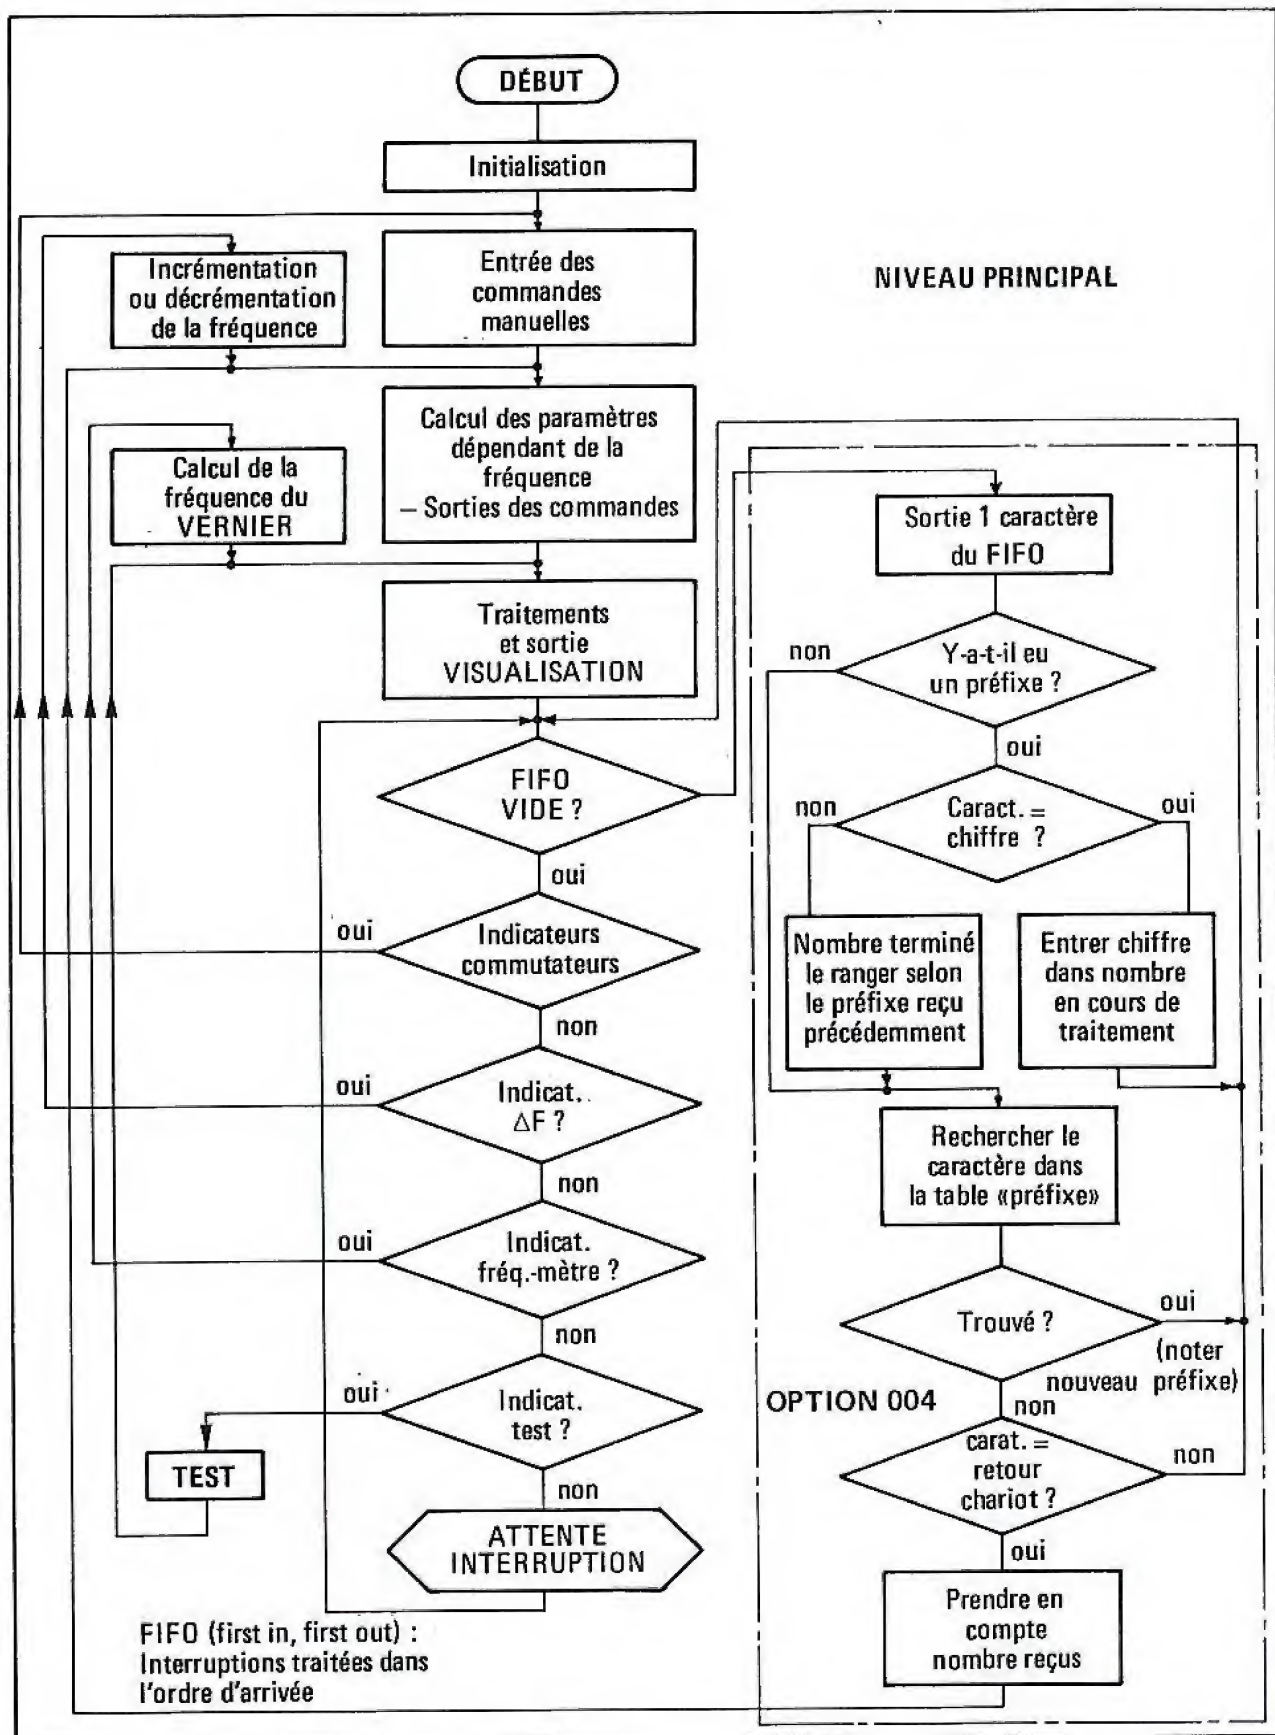 DÉBUT
Initialisation
Incrémentation
ou décrémentation
de la fréquence
Entrée des
commandes
manuelles
NIVEAU PRINCIPAL
Calcul de la
fréquence du
VERNIER
Calcul des paramètres
dépendant de la
fréquence
– Sorties des commandes
Traitements
et sortie
VISUALISATION
FIFO
VIDE ?
oui
oui
Indicateurs
commutateurs
non
oui
Indicat.
ΔF ?
non
oui
Indicat.
fréq.-mètre ?
non
oui
Indicat.
test ?
TEST
non
ATTENTE
INTERRUPTION
FIFO (first in, first out) :
Interruptions traitées dans
l'ordre d'arrivée
Sortie 1 caractère
du FIFO
non
Y-a-t-il eu
un préfixe ?
oui
non
Caract. =
chiffre ?
oui
Nombre terminé
le ranger selon
le préfixe reçu
précédemment
Entrer chiffre
dans nombre
en cours de
traitement
Rechercher le
caractère dans
la table «préfixe»
Trouvé ?
oui
(noter
nouveau préfixe)
OPTION 004
non
carat. =
retour
chariot ?
non
oui
Prendre en
compte
nombre reçus